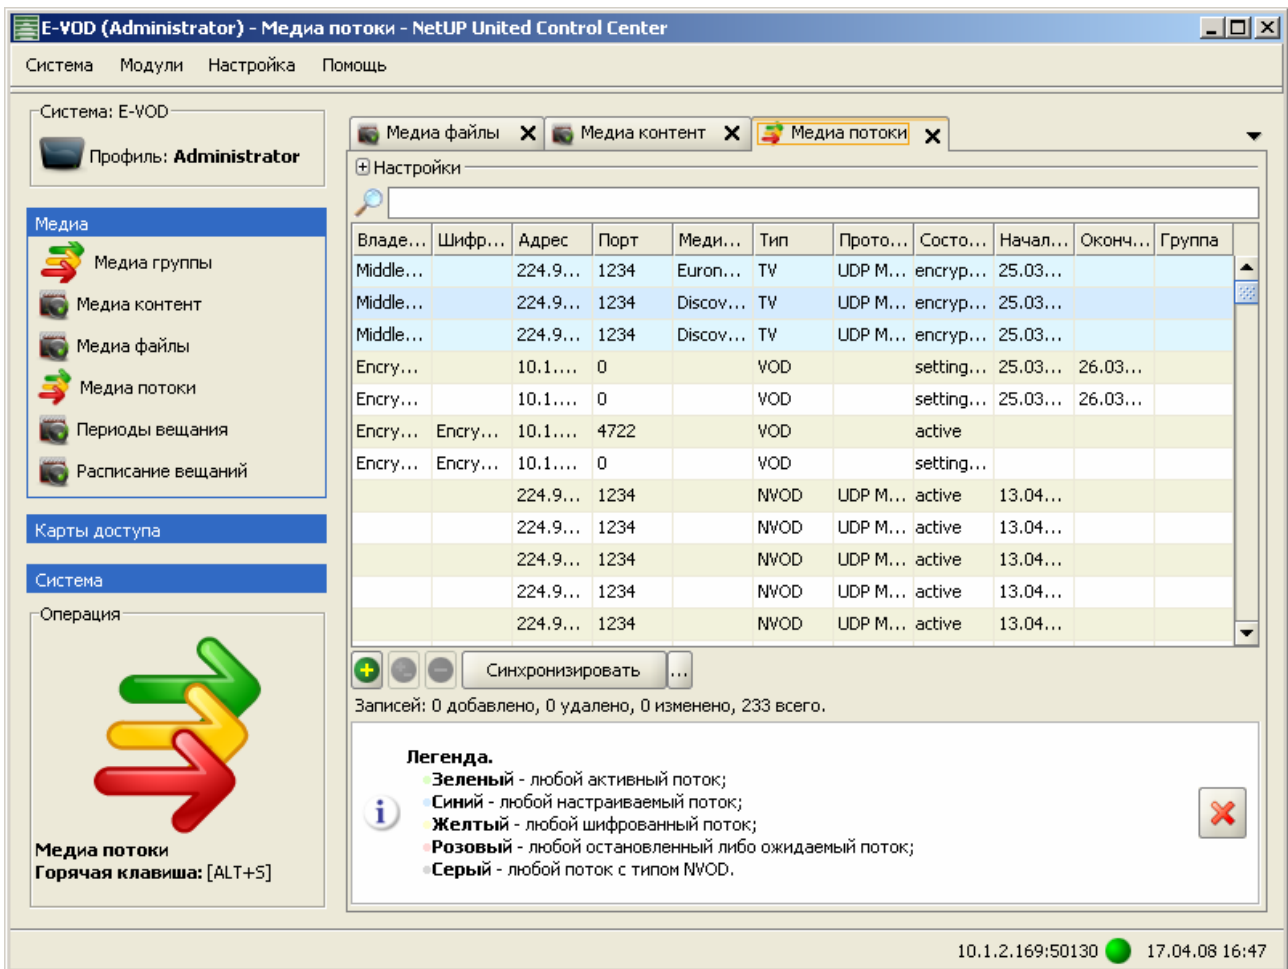 E-VOD (Administrator) - Медиа потоки - NetUP United Control Center
Система Модули Настройка Помощь
Система: E-VOD
Профиль: Administrator
Медиа
Медиа группы
Медиа контент
Медиа файлы
Медиа потоки
Периоды вещания
Расписание вещаний
Карты доступа
Система
Операция
Медиа потоки
Горячая клавиша: [ALT+S]
Медиа файлы Медиа контент Медиа потоки
Настройки
Владе... Шифр... Адрес Порт Меди... Тип Прото... Состо... Начал... Оконч... Группа
Middle... 224.9... 1234 Euron... TV UDP M... encryp... 25.03...
Middle... 224.9... 1234 Discov... TV UDP M... encryp... 25.03...
Middle... 224.9... 1234 Discov... TV UDP M... encryp... 25.03...
Encry... 10.1.... 0 VOD setting... 25.03... 26.03...
Encry... 10.1.... 0 VOD setting... 25.03... 26.03...
Encry... Encry... 10.1.... 4722 VOD active
Encry... Encry... 10.1.... 0 VOD setting...
224.9... 1234 NVOD UDP M... active 13.04...
224.9... 1234 NVOD UDP M... active 13.04...
224.9... 1234 NVOD UDP M... active 13.04...
224.9... 1234 NVOD UDP M... active 13.04...
224.9... 1234 NVOD UDP M... active 13.04...
Синхронизировать ...
Записей: 0 добавлено, 0 удалено, 0 изменено, 233 всего.
Легенда.
Зеленый - любой активный поток;
Синий - любой настраиваемый поток;
Желтый - любой шифрованный поток;
Розовый - любой остановленный либо ожидаемый поток;
Серый - любой поток с типом NVOD.
10.1.2.169:50130 17.04.08 16:47